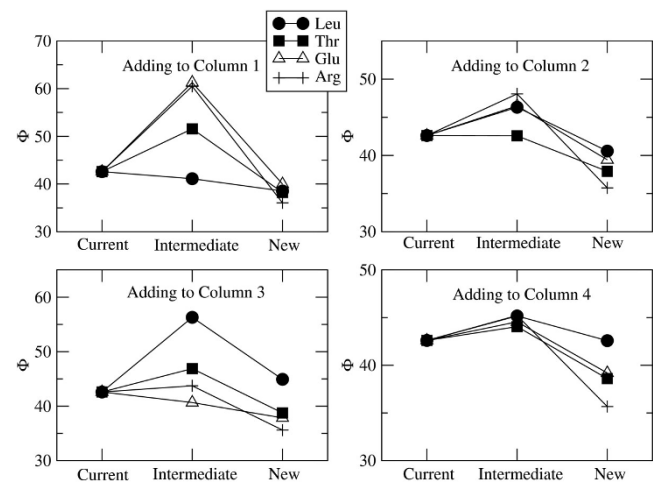 70
60
50
40
30
Φ
Adding to Column 1
Current
Intermediate
New
Leu
Thr
Glu
Arg
50
40
30
Φ
Adding to Column 2
Current
Intermediate
New
60
50
40
30
Φ
Adding to Column 3
Current
Intermediate
New
50
40
30
Φ
Adding to Column 4
Current
Intermediate
New